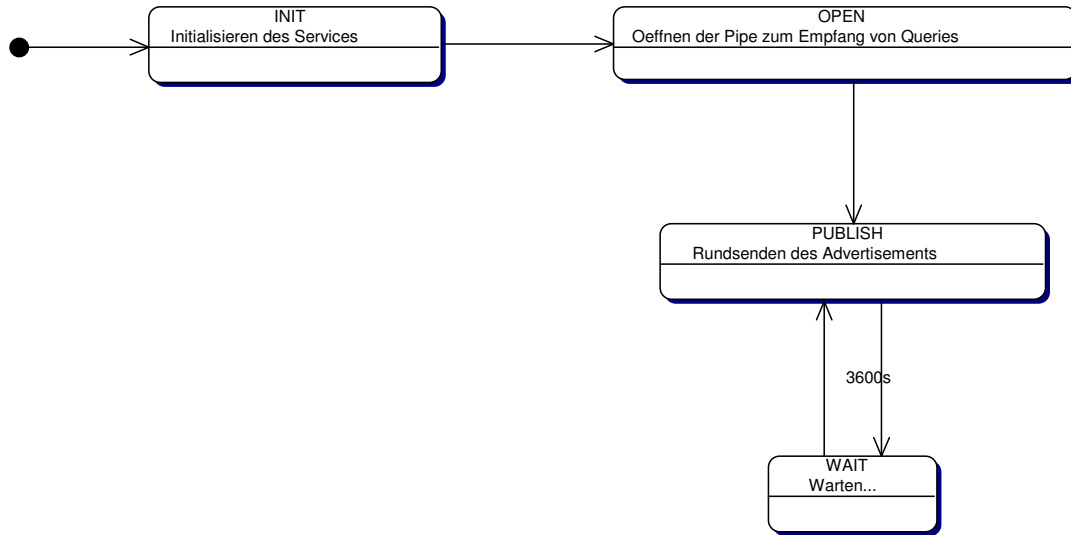 INIT
Initialisieren des Services
OPEN
Oeffnen der Pipe zum Empfang von Queries
PUBLISH
Rundsenden des Advertisements
3600s
WAIT
Warten...